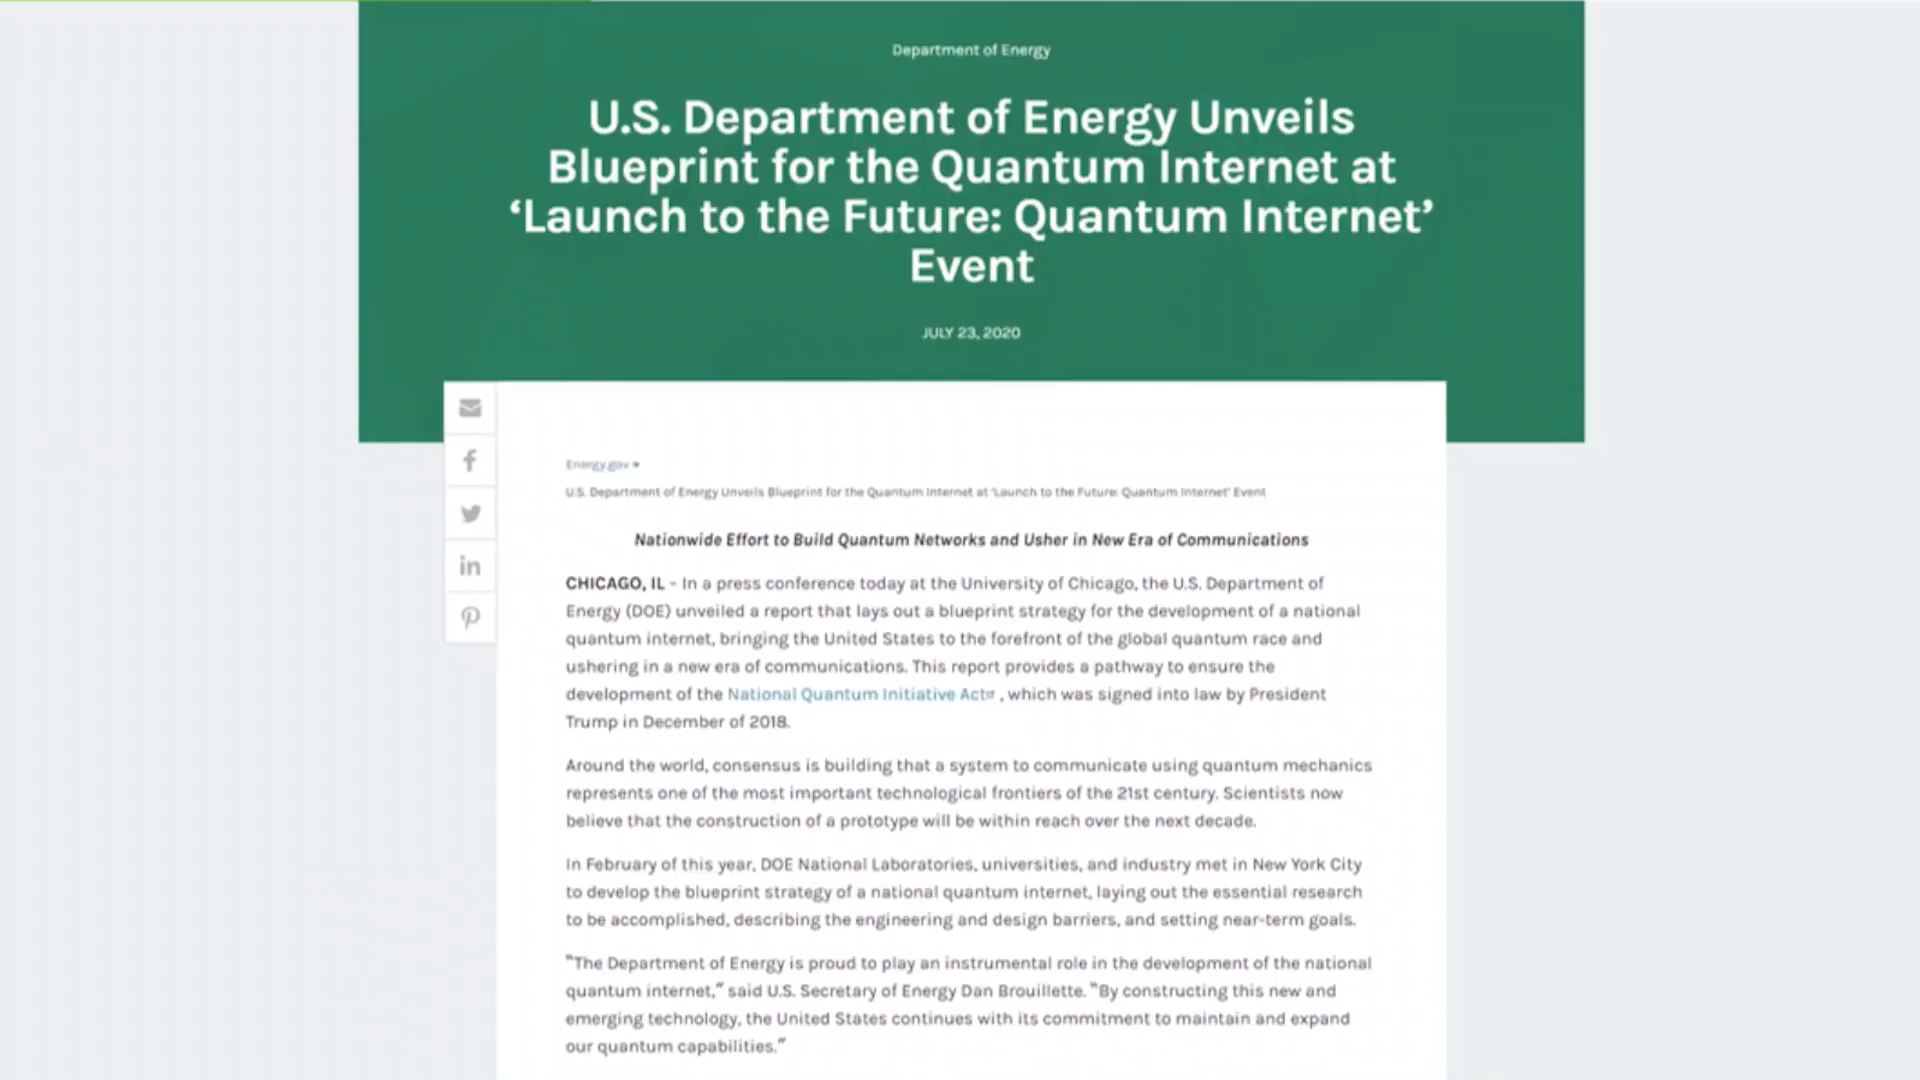 Department of Energy
U.S. Department of Energy Unveils
Blueprint for the Quantum Internet at
‘Launch to the Future: Quantum Internet’
Event
JULY 23, 2020
Energy.gov »
U.S. Department of Energy Unveils Blueprint for the Quantum Internet at ‘Launch to the Future: Quantum Internet’ Event
Nationwide Effort to Build Quantum Networks and Usher in New Era of Communications
CHICAGO, IL – In a press conference today at the University of Chicago, the U.S. Department of
Energy (DOE) unveiled a report that lays out a blueprint strategy for the development of a national
quantum internet, bringing the United States to the forefront of the global quantum race and
ushering in a new era of communications. This report provides a pathway to ensure the
development of the National Quantum Initiative Act , which was signed into law by President
Trump in December of 2018.
Around the world, consensus is building that a system to communicate using quantum mechanics
represents one of the most important technological frontiers of the 21st century. Scientists now
believe that the construction of a prototype will be within reach over the next decade.
In February of this year, DOE National Laboratories, universities, and industry met in New York City
to develop the blueprint strategy of a national quantum internet, laying out the essential research
to be accomplished, describing the engineering and design barriers, and setting near-term goals.
“The Department of Energy is proud to play an instrumental role in the development of the national
quantum internet,” said U.S. Secretary of Energy Dan Brouillette. “By constructing this new and
emerging technology, the United States continues with its commitment to maintain and expand
our quantum capabilities.”